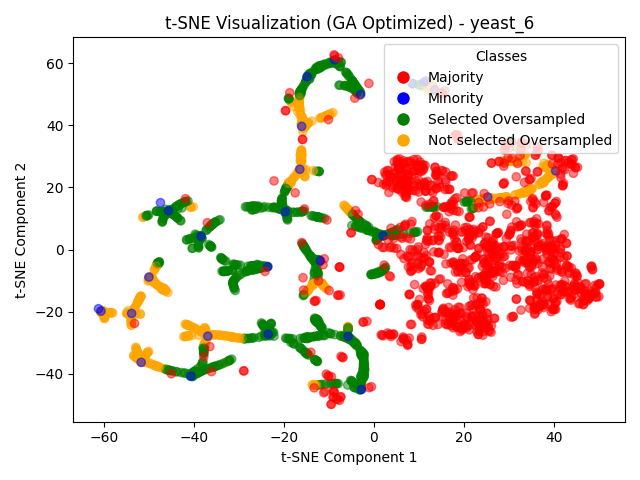 t-SNE Visualization (GA Optimized) - yeast_6
Classes
Majority
Minority
Selected Oversampled
Not selected Oversampled
t-SNE Component 2
60
40
20
0
−20
−40
−60
−40
−20
0
20
40
t-SNE Component 1